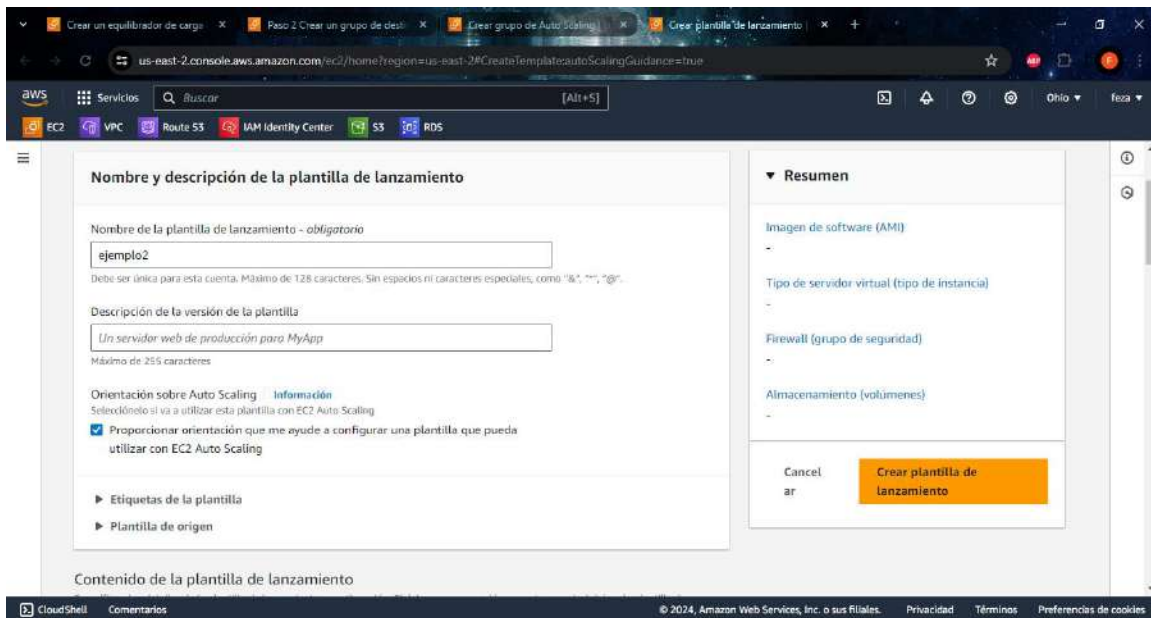 Crear un equilibrador de carga
Paso 2 Crear un grupo de desti
Crear grupo de Auto Scaling |
Crear plantilla de lanzamiento |
us-east-2.console.aws.amazon.com/ec2/home?region=us-east-2#CreateTemplate:autoScalingGuidance=true
aws Servicios Buscar [Alt+S] Ohio feza
EC2 VPC Route 53 IAM Identity Center S3 RDS
Nombre y descripción de la plantilla de lanzamiento
Nombre de la plantilla de lanzamiento - obligatorio
ejemplo2
Debe ser única para esta cuenta. Máximo de 128 caracteres. Sin espacios ni caracteres especiales, como "&", "*", "@".
Descripción de la versión de la plantilla
Un servidor web de producción para MyApp
Máximo de 255 caracteres
Orientación sobre Auto Scaling Información
Selecciónelo si va a utilizar esta plantilla con EC2 Auto Scaling
Proporcionar orientación que me ayude a configurar una plantilla que pueda
utilizar con EC2 Auto Scaling
Etiquetas de la plantilla
Plantilla de origen
Contenido de la plantilla de lanzamiento
Resumen
Imagen de software (AMI)
-
Tipo de servidor virtual (tipo de instancia)
-
Firewall (grupo de seguridad)
-
Almacenamiento (volúmenes)
-
Cancel
ar
Crear plantilla de
lanzamiento
CloudShell Comentarios © 2024, Amazon Web Services, Inc. o sus filiales. Privacidad Términos Preferencias de cookies